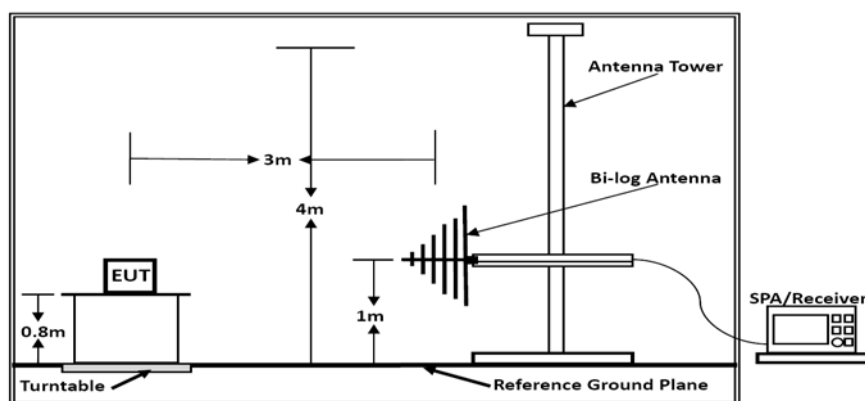 Antenna Tower
3m
Bi-log Antenna
4m
EUT
SPA/Receiver
0.8m
1m
Turntable
Reference Ground Plane